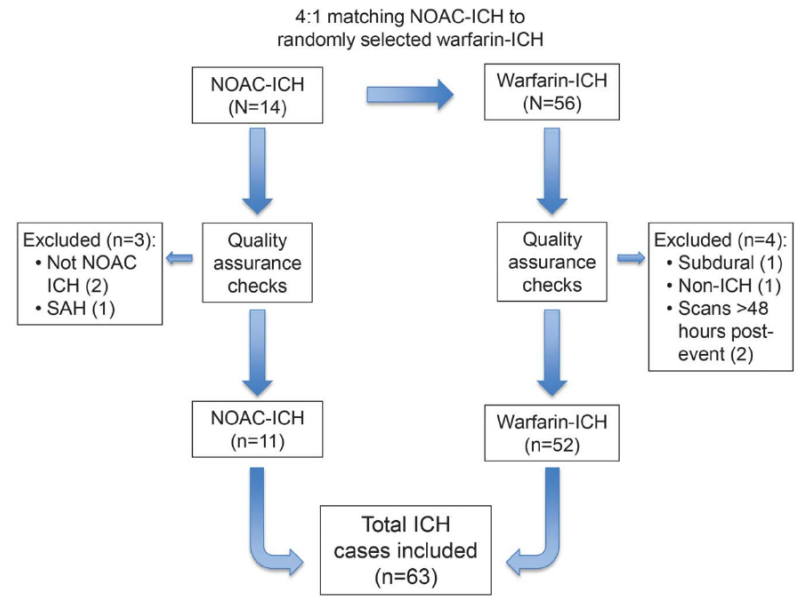 4:1 matching NOAC-ICH to
randomly selected warfarin-ICH
NOAC-ICH
(N=14)
Warfarin-ICH
(N=56)
Excluded (n=3):
• Not NOAC
ICH (2)
• SAH (1)
Quality
assurance
checks
Quality
assurance
checks
Excluded (n=4):
• Subdural (1)
• Non-ICH (1)
• Scans >48
hours post-
event (2)
NOAC-ICH
(n=11)
Warfarin-ICH
(n=52)
Total ICH
cases included
(n=63)